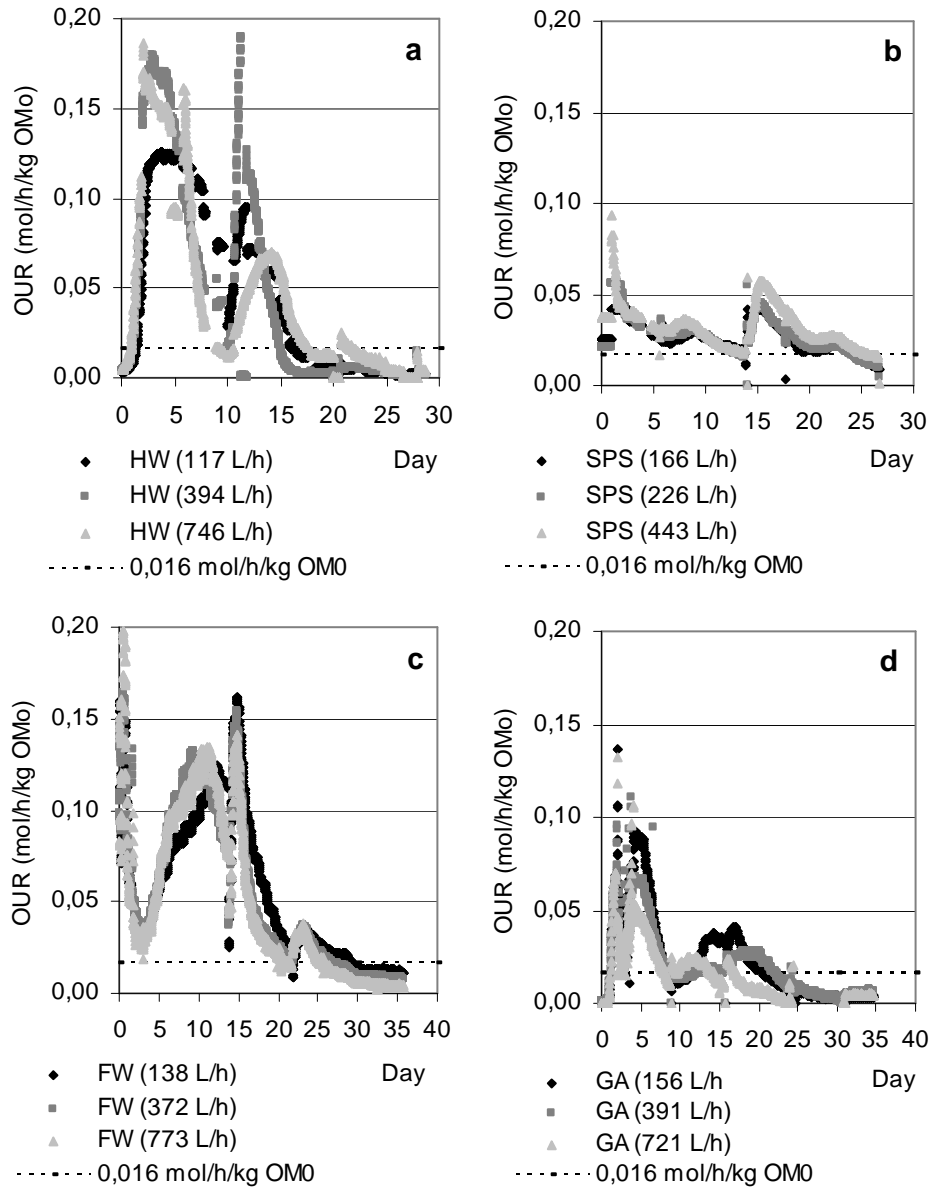 a
OUR (mol/h/kg OMo)
0,20
0,15
0,10
0,05
0,00
0 5 10 15 20 25 30
Day
HW (117 L/h)
HW (394 L/h)
HW (746 L/h)
0,016 mol/h/kg OM0
b
OUR (mol/h/kg OMo)
0,20
0,15
0,10
0,05
0,00
0 5 10 15 20 25 30
Day
SPS (166 L/h)
SPS (226 L/h)
SPS (443 L/h)
0,016 mol/h/kg OM0
c
OUR (mol/h/kg OMo)
0,20
0,15
0,10
0,05
0,00
0 5 10 15 20 25 30 35 40
Day
FW (138 L/h)
FW (372 L/h)
FW (773 L/h)
0,016 mol/h/kg OM0
d
OUR (mol/h/kg OMo)
0,20
0,15
0,10
0,05
0,00
0 5 10 15 20 25 30 35 40
Day
GA (156 L/h
GA (391 L/h)
GA (721 L/h)
0,016 mol/h/kg OM0